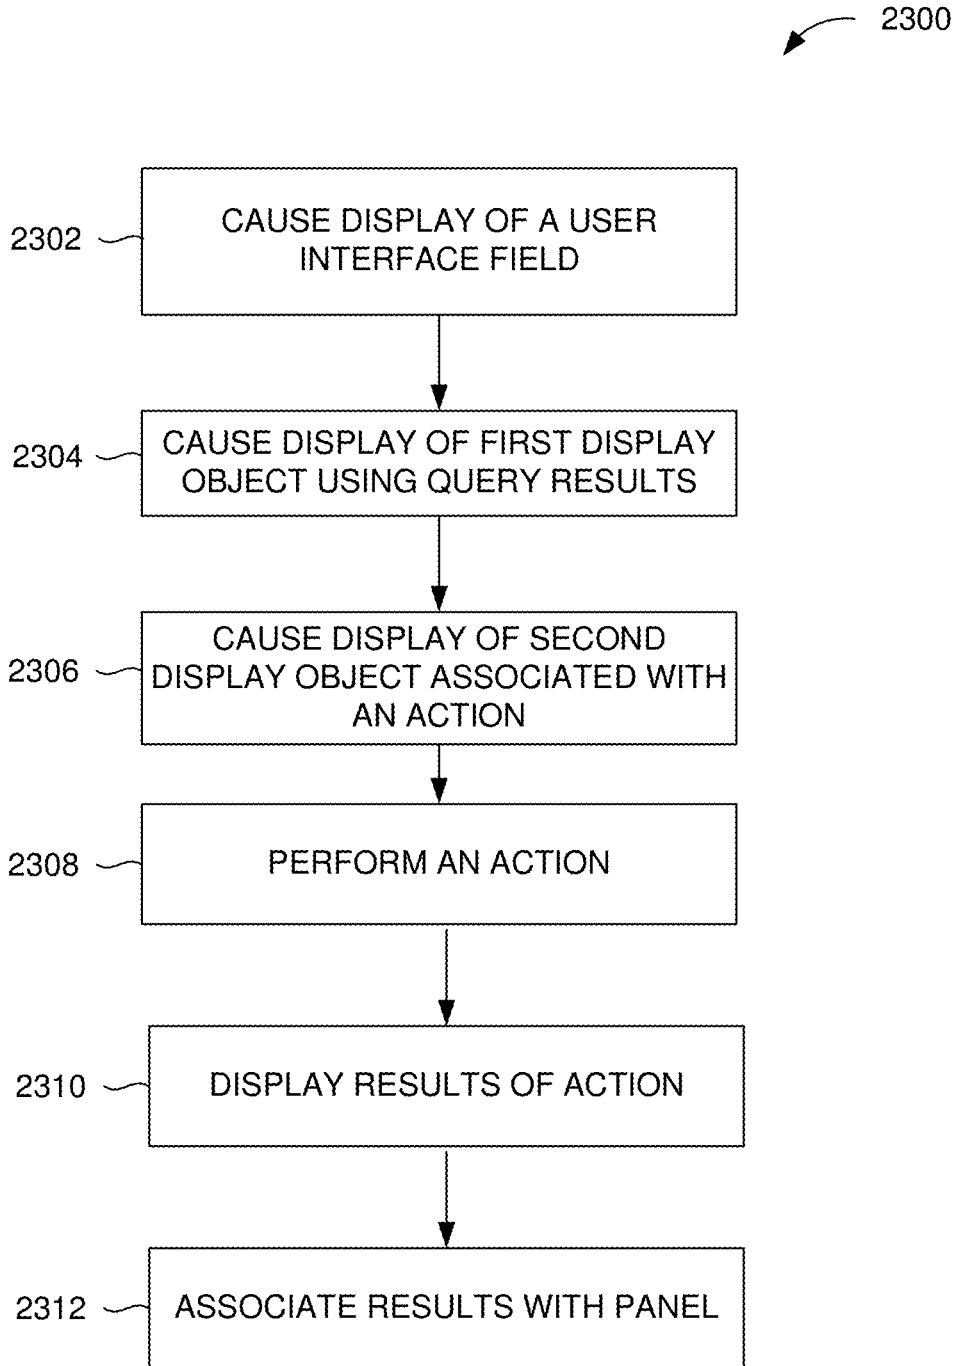 2300
2302
CAUSE DISPLAY OF A USER
INTERFACE FIELD
2304
CAUSE DISPLAY OF FIRST DISPLAY
OBJECT USING QUERY RESULTS
2306
CAUSE DISPLAY OF SECOND
DISPLAY OBJECT ASSOCIATED WITH
AN ACTION
2308
PERFORM AN ACTION
2310
DISPLAY RESULTS OF ACTION
2312
ASSOCIATE RESULTS WITH PANEL